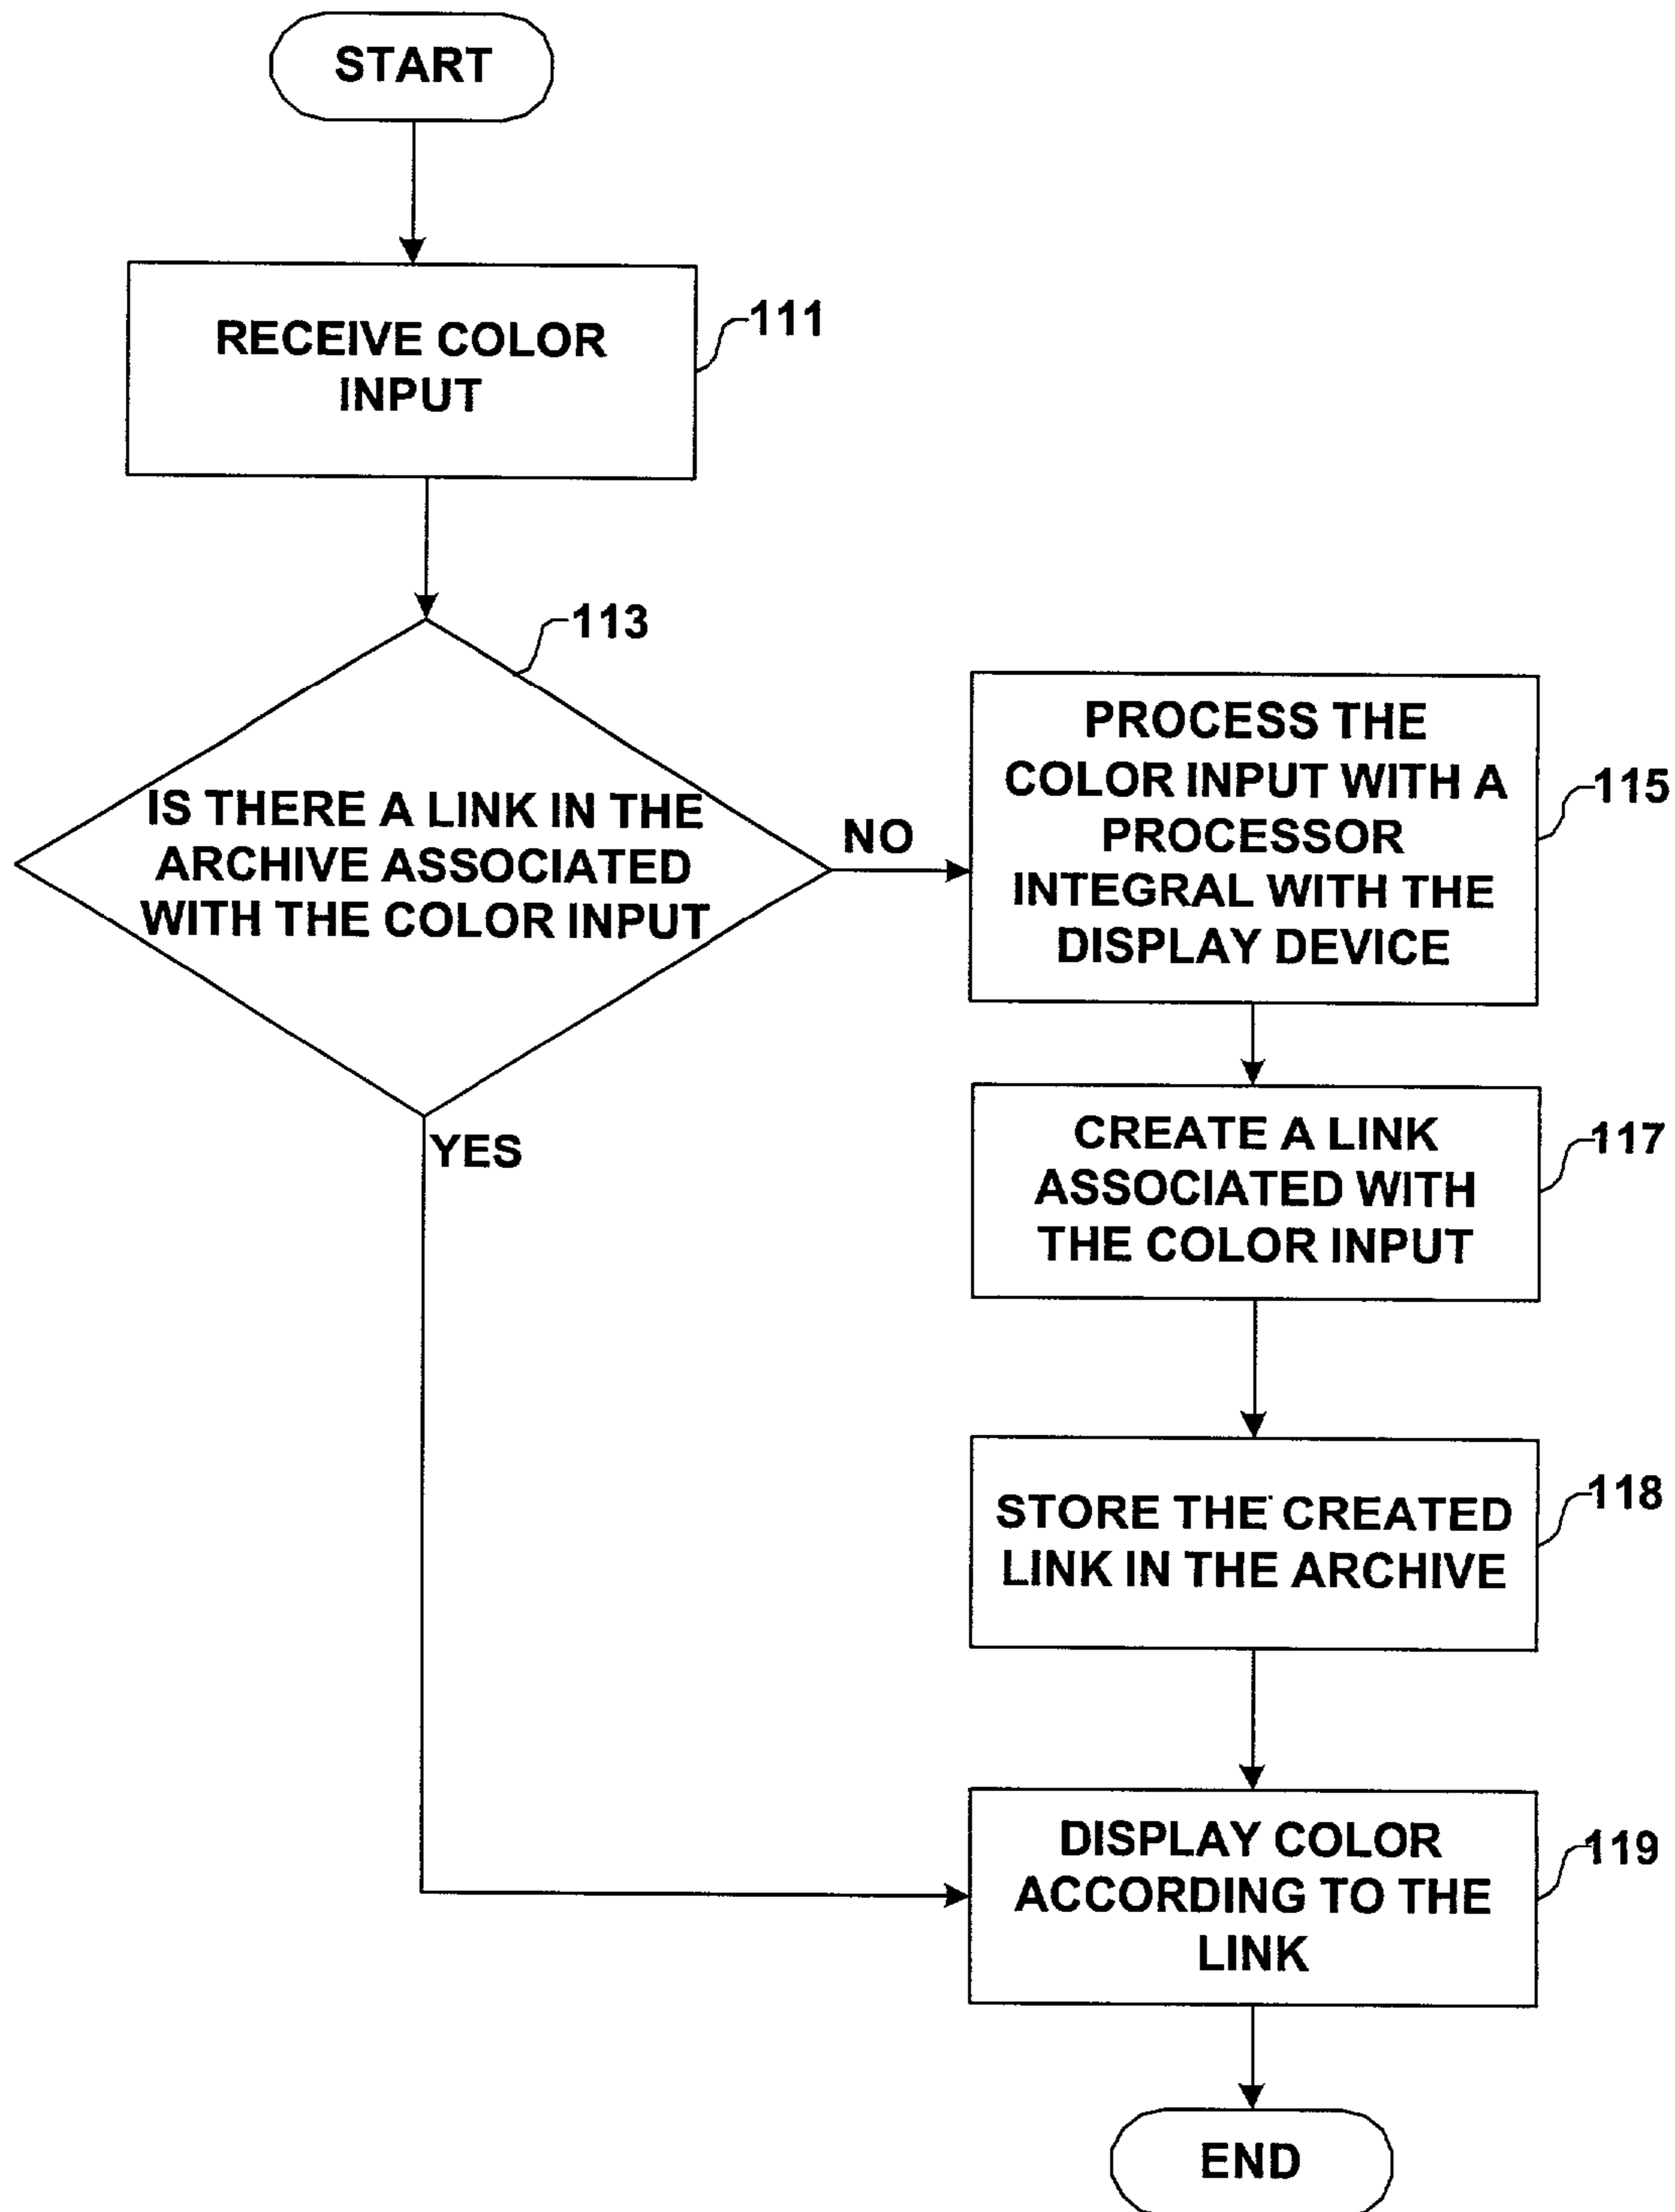 START
RECEIVE COLOR
INPUT
111
113
IS THERE A LINK IN THE
ARCHIVE ASSOCIATED
WITH THE COLOR INPUT
NO
YES
PROCESS THE
COLOR INPUT WITH A
PROCESSOR
INTEGRAL WITH THE
DISPLAY DEVICE
115
CREATE A LINK
ASSOCIATED WITH
THE COLOR INPUT
117
STORE THE CREATED
LINK IN THE ARCHIVE
118
DISPLAY COLOR
ACCORDING TO THE
LINK
119
END